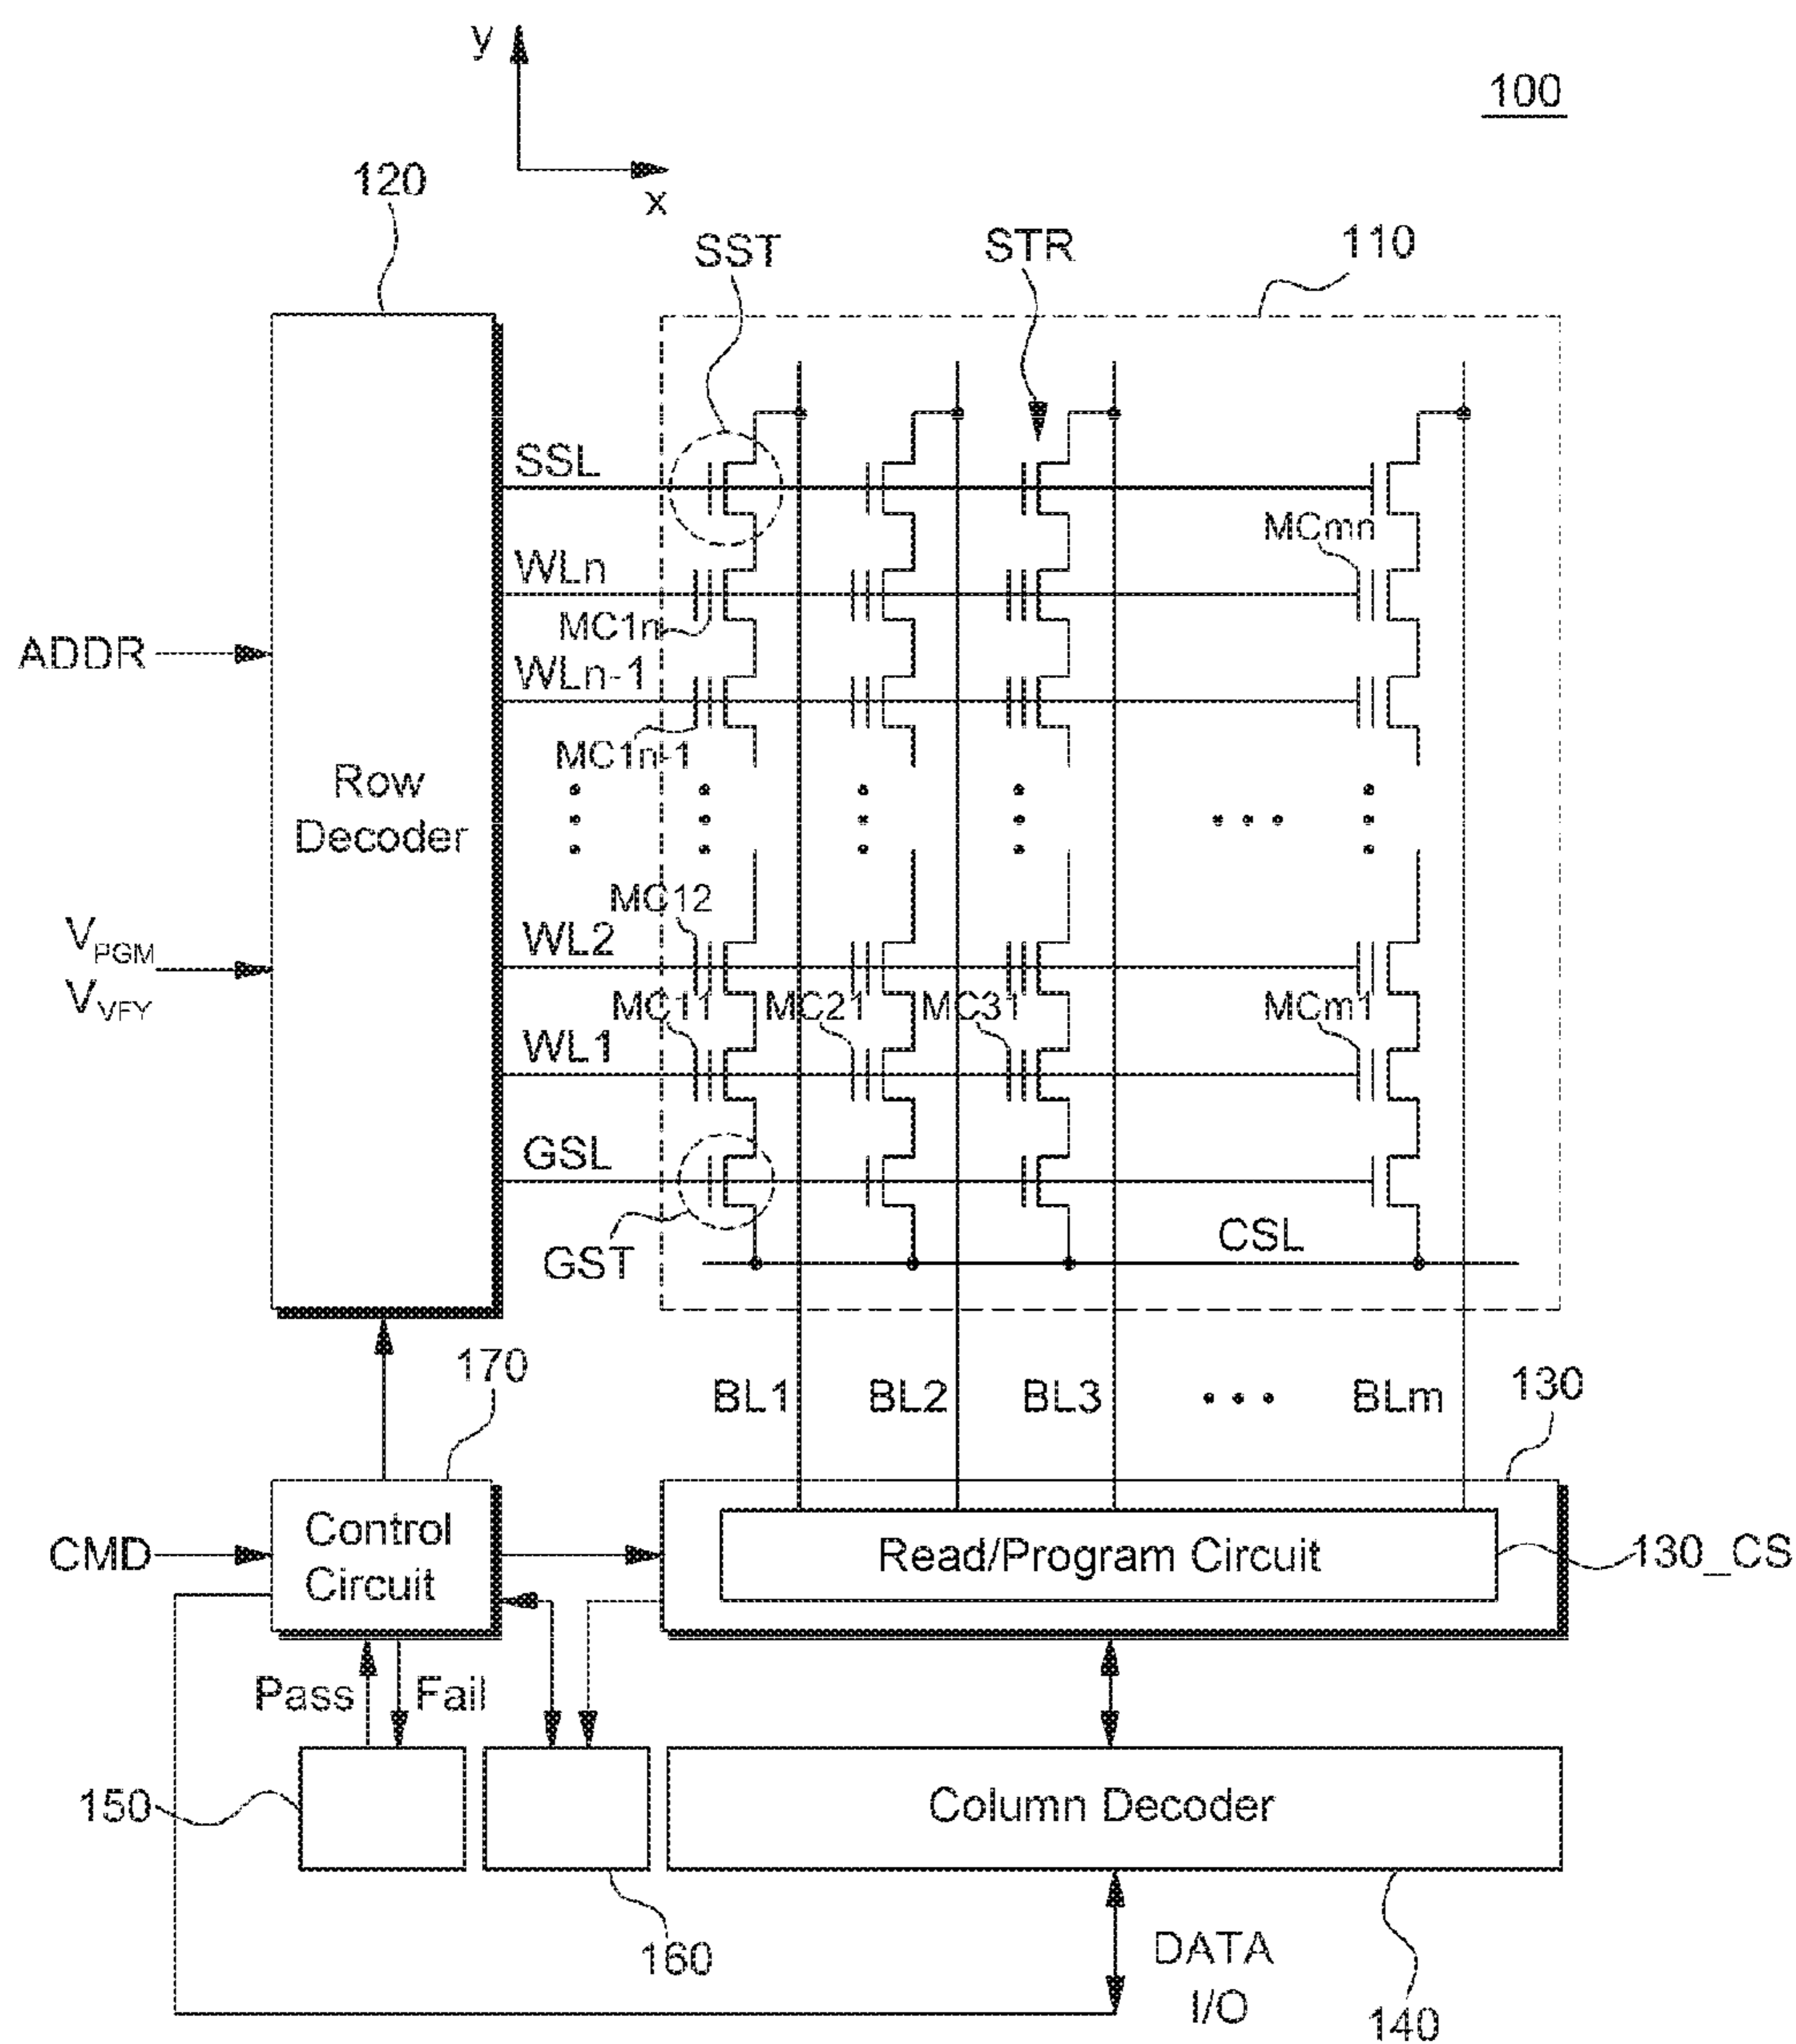 y
100
x
120
SST
STR
110
SSL
MCmn
WLn
MC1n
ADDR
WLn-1
MC1n-1
Row
Decoder
MC12
WL2
VPGM
VVFY
MC11
MC21
MC31
MCm1
WL1
GSL
GST
CSL
170
BL1
BL2
BL3
BLm
130
CMD
Control
Circuit
Read/Program Circuit
130_CS
Pass
Fail
150
Column Decoder
160
DATA
I/O
140